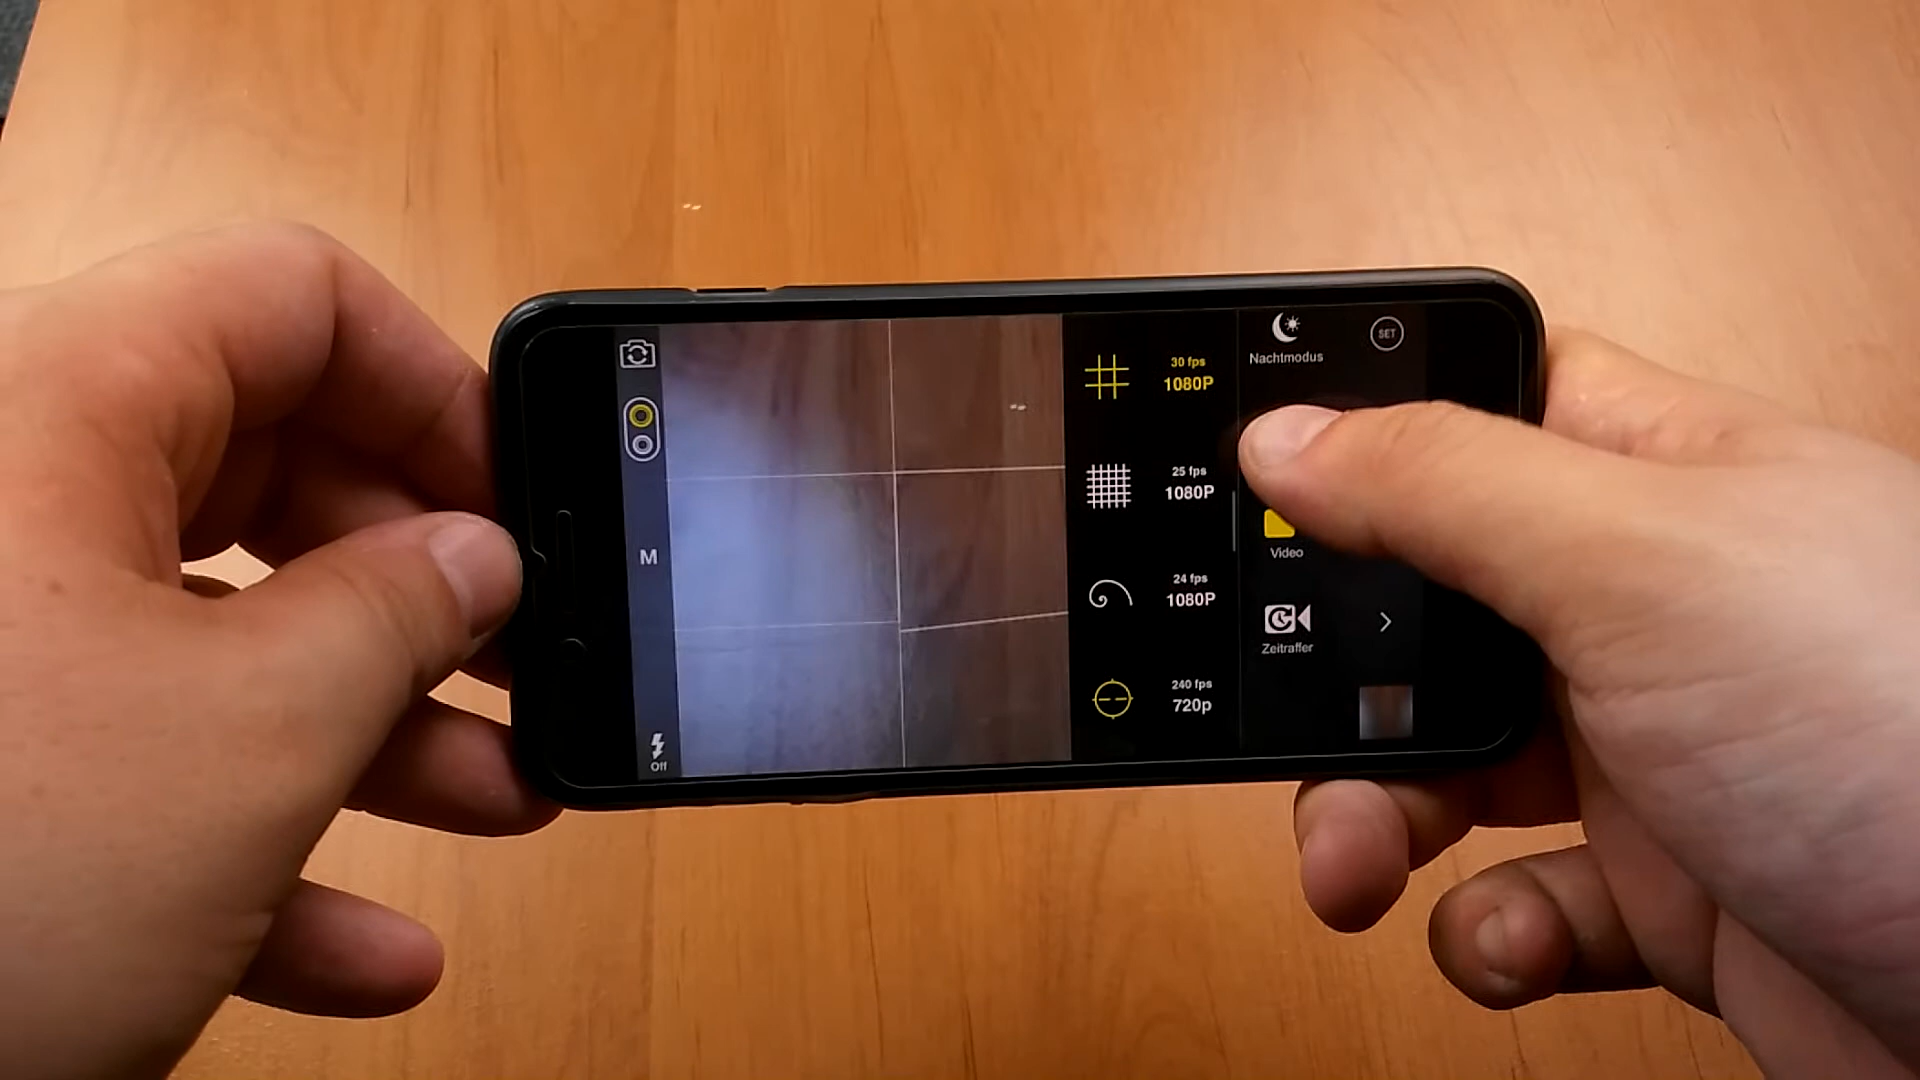 30 fps
1080P
25 fps
1080P
24 fps
1080P
240 fps
720p
Nachtmodus
SET
Video
Zeitraffer
M
Off